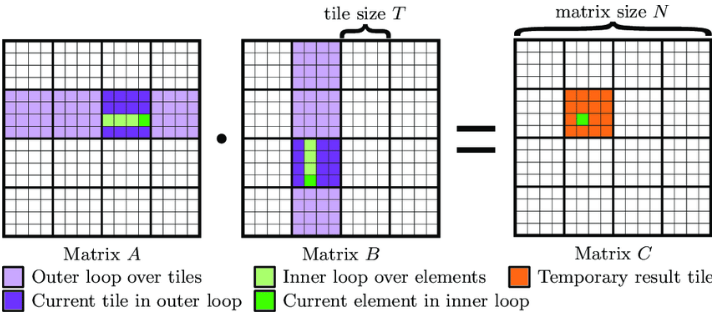 tile size T
matrix size N
Matrix A
Matrix B
Matrix C
Outer loop over tiles
Inner loop over elements
Temporary result tile
Current tile in outer loop
Current element in inner loop